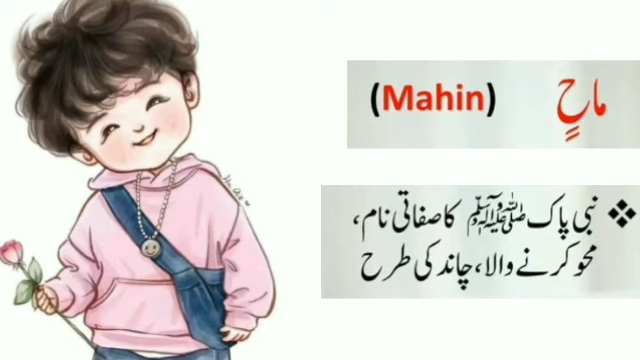 (Mahin) ماحٍ
❖ نبی پاک ﷺ کا صفاتی نام،
محو کرنے والا، چاند کی طرح